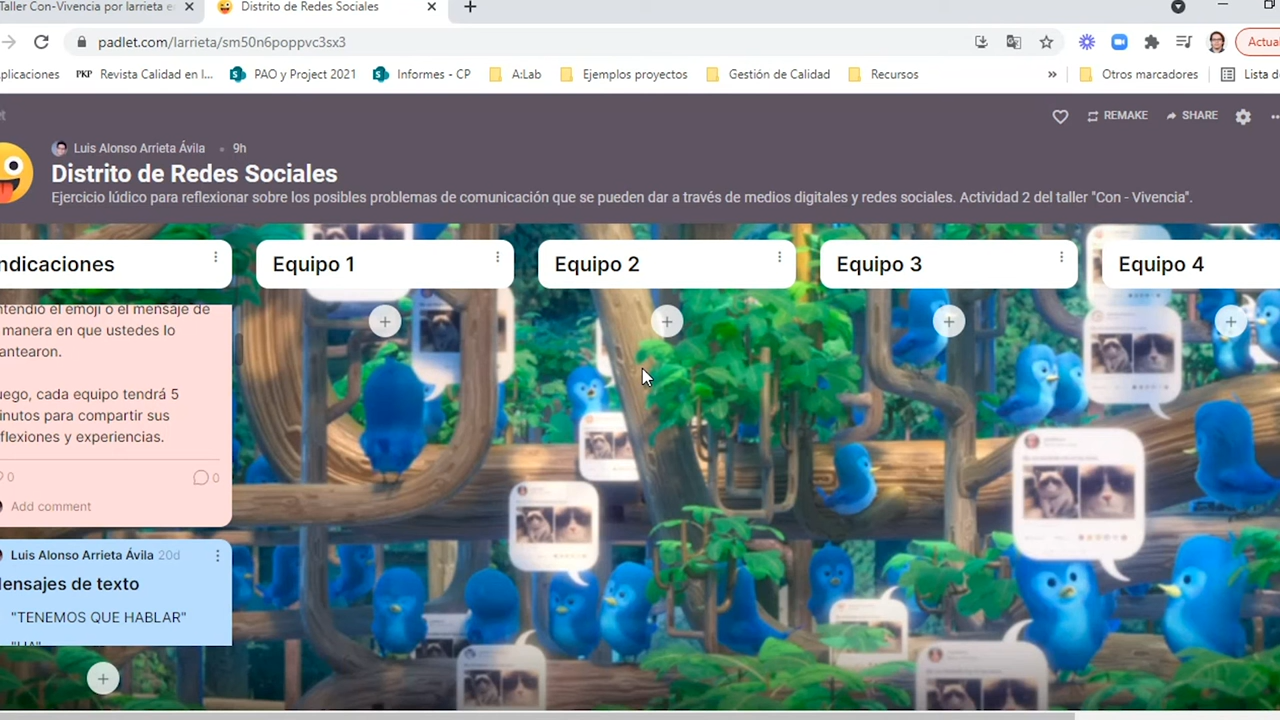 Taller Con-Vivencia por larrieta e
Distrito de Redes Sociales
padlet.com/larrieta/sm50n6poppvc3sx3
Actual
plicaciones
PKP Revista Calidad en l...
PAO y Project 2021
Informes - CP
A:Lab
Ejemplos proyectos
Gestión de Calidad
Recursos
»
Otros marcadores
Lista de
et
REMAKE
SHARE
Luis Alonso Arrieta Ávila • 9h
Distrito de Redes Sociales
Ejercicio lúdico para reflexionar sobre los posibles problemas de comunicación que se pueden dar a través de medios digitales y redes sociales. Actividad 2 del taller "Con - Vivencia".
ndicaciones
Equipo 1
Equipo 2
Equipo 3
Equipo 4
ntendió el emoji o el mensaje de
manera en que ustedes lo
antearon.
uego, cada equipo tendrá 5
inutos para compartir sus
flexiones y experiencias.
0
0
Add comment
Luis Alonso Arrieta Ávila 20d
ensajes de texto
"TENEMOS QUE HABLAR"
"JA"